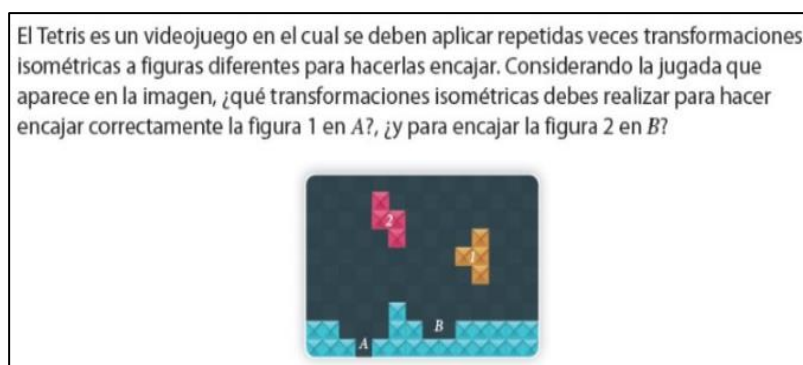 El Tetris es un videojuego en el cual se deben aplicar repetidas veces transformaciones
isométricas a figuras diferentes para hacerlas encajar. Considerando la jugada que
aparece en la imagen, ¿qué transformaciones isométricas debes realizar para hacer
encajar correctamente la figura 1 en A?, ¿y para encajar la figura 2 en B?
2
1
B
A